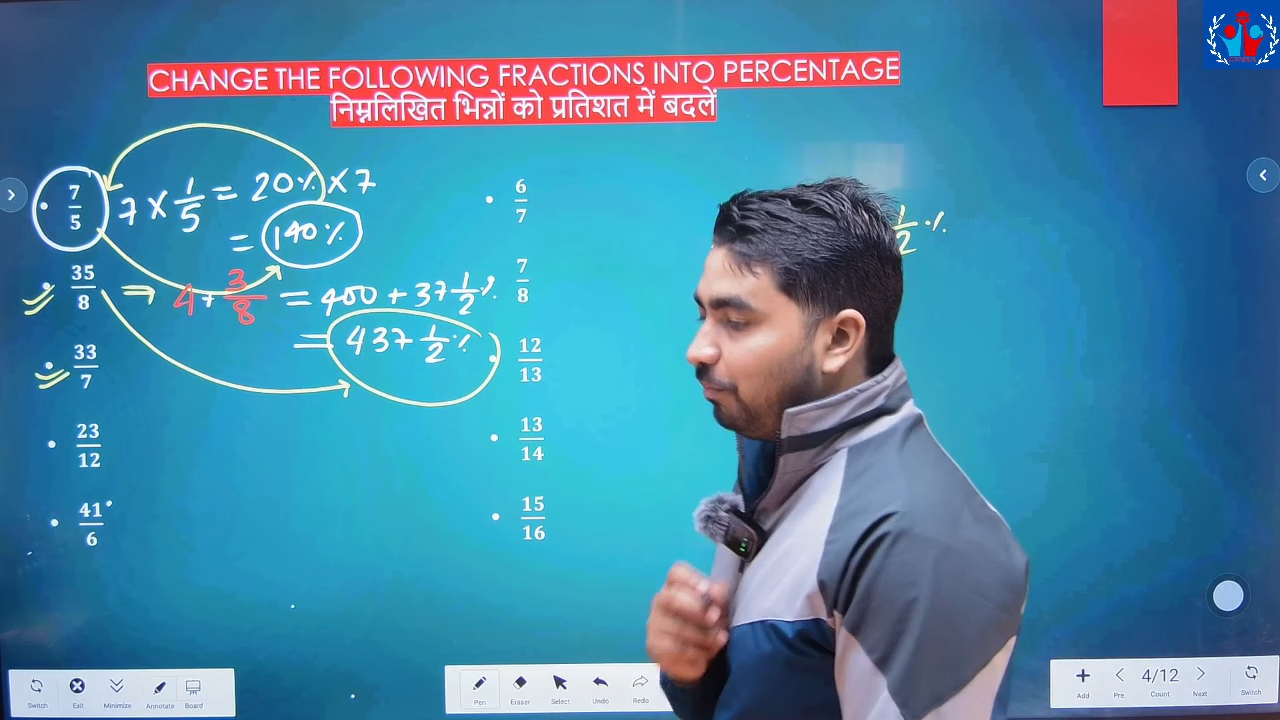 CHANGE THE FOLLOWING FRACTIONS INTO PERCENTAGE
निम्नलिखित भिन्नों को प्रतिशत में बदलें
• 7/5 7 × 1/5 = 20% × 7
= 140%
• 35/8 ⇒ 4 + 3/8 = 400 + 37 1/2%
= 437 1/2%
• 33/7
• 23/12
• 41/6
• 6/7
• 7/8
• 12/13
• 13/14
• 15/16
1/2%
Switch Exit Minimize Annotate Board
Pen Eraser Select Undo Redo
4/12
Add Pre. Count Next Switch